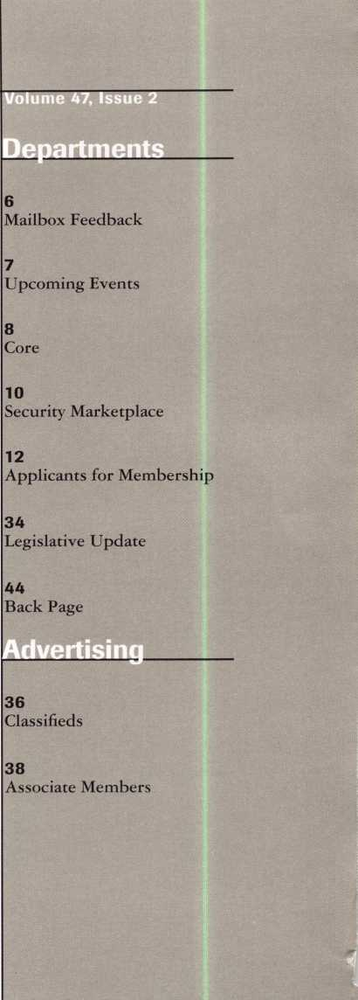 Volume 47, Issue 2
Departments
6
Mailbox Feedback
7
Upcoming Events
8
Core
10
Security Marketplace
12
Applicants for Membership
34
Legislative Update
44
Back Page
Advertising
36
Classifieds
38
Associate Members